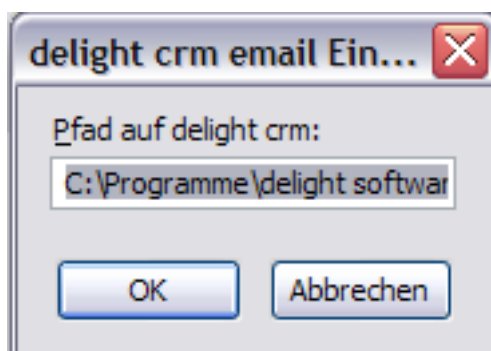 delight crm email Ein...
Pfad auf delight crm:
C:\Programme\delight softwar
OK
Abbrechen